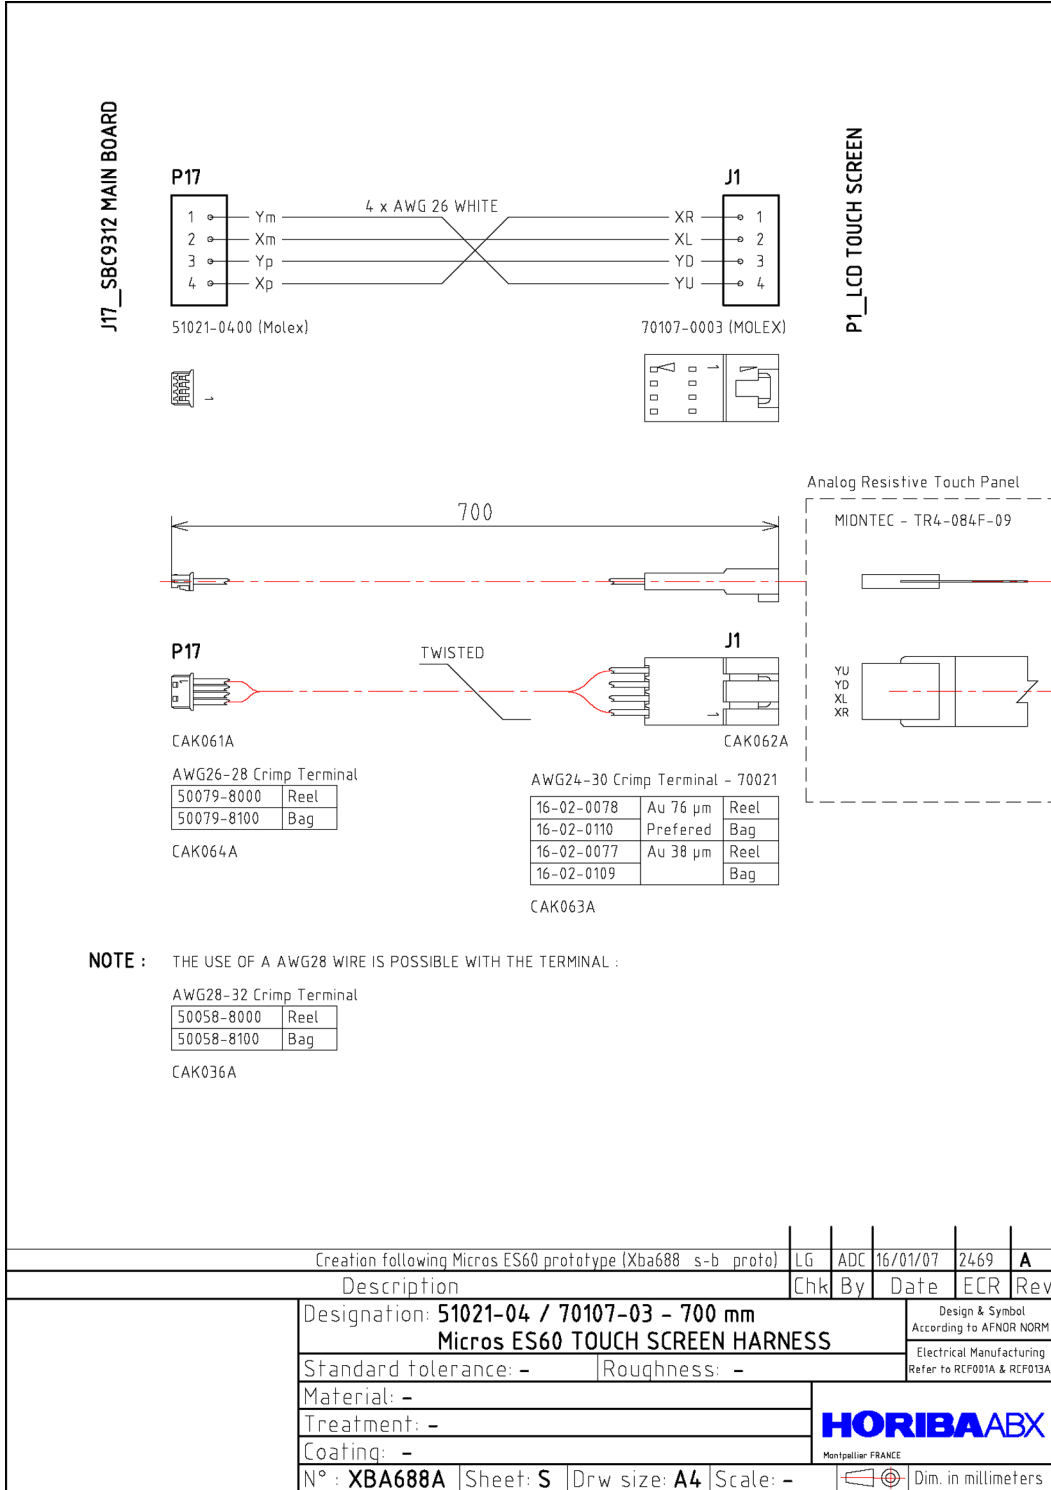 J17_SBC9312 MAIN BOARD
P1_LCD TOUCH SCREEN
P17
J1
4 x AWG 26 WHITE
1 Ym XR 1
2 Xm XL 2
3 Yp YD 3
4 Xp YU 4
51021-0400 (Molex)
70107-0003 (MOLEX)
1
1
Analog Resistive Touch Panel
MIDNTEC - TR4-084F-09
700
P17
TWISTED
J1
1
1
YU
YD
XL
XR
CAK061A
CAK062A
AWG26-28 Crimp Terminal
50079-8000 Reel
50079-8100 Bag
CAK064A
AWG24-30 Crimp Terminal - 70021
16-02-0078 Au 76 µm Reel
16-02-0110 Prefered Bag
16-02-0077 Au 38 µm Reel
16-02-0109 Bag
CAK063A
NOTE : THE USE OF A AWG28 WIRE IS POSSIBLE WITH THE TERMINAL :
AWG28-32 Crimp Terminal
50058-8000 Reel
50058-8100 Bag
CAK036A
Creation following Micros ES60 prototype (Xba688 s-b proto) LG ADC 16/01/07 2469 A
Description Chk By Date ECR Rev
Designation: 51021-04 / 70107-03 - 700 mm
Micros ES60 TOUCH SCREEN HARNESS
Design & Symbol
According to AFNOR NORM
Electrical Manufacturing
Refer to RCF001A & RCF013A
Standard tolerance: - Roughness: -
Material: -
Treatment: -
Coating: -
HORIBAABX
Montpellier FRANCE
N° : XBA688A Sheet: S Drw size: A4 Scale: - Dim. in millimeters